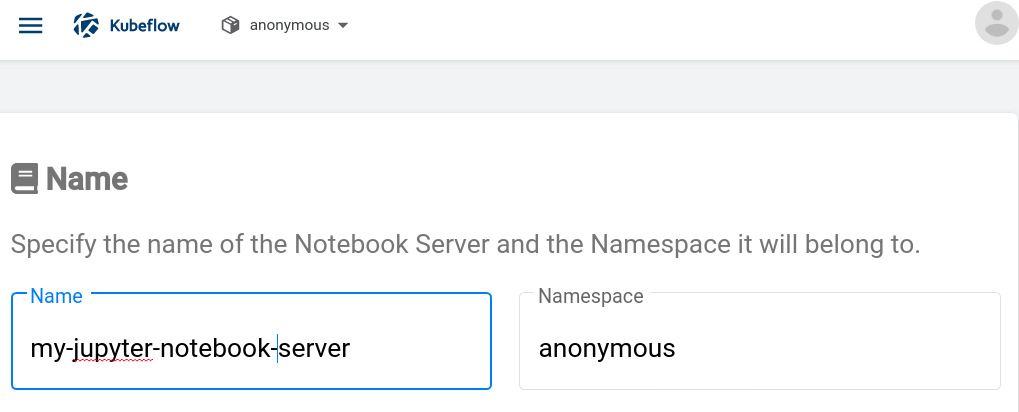 Kubeflow anonymous
Name
Specify the name of the Notebook Server and the Namespace it will belong to.
Name
my-jupyter-notebook-server
Namespace
anonymous